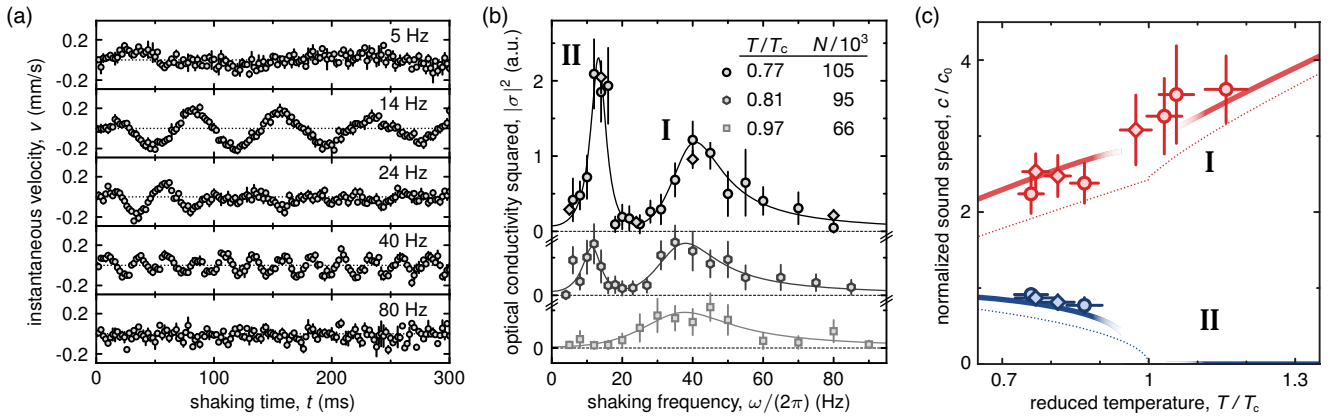 (a)
instantaneous velocity, v (mm/s)
0.2
-0.2
5 Hz
0.2
-0.2
14 Hz
0.2
-0.2
24 Hz
0.2
-0.2
40 Hz
0.2
-0.2
80 Hz
0 100 200 300
shaking time, t (ms)
(b)
optical conductivity squared, |σ|² (a.u.)
2
1
0
0
0
II
I
T/Tc N/10³
0.77 105
0.81 95
0.97 66
0 20 40 60 80
shaking frequency, ω/(2π) (Hz)
(c)
normalized sound speed, c/c₀
4
2
0
I
II
0.7 1 1.3
reduced temperature, T/Tc